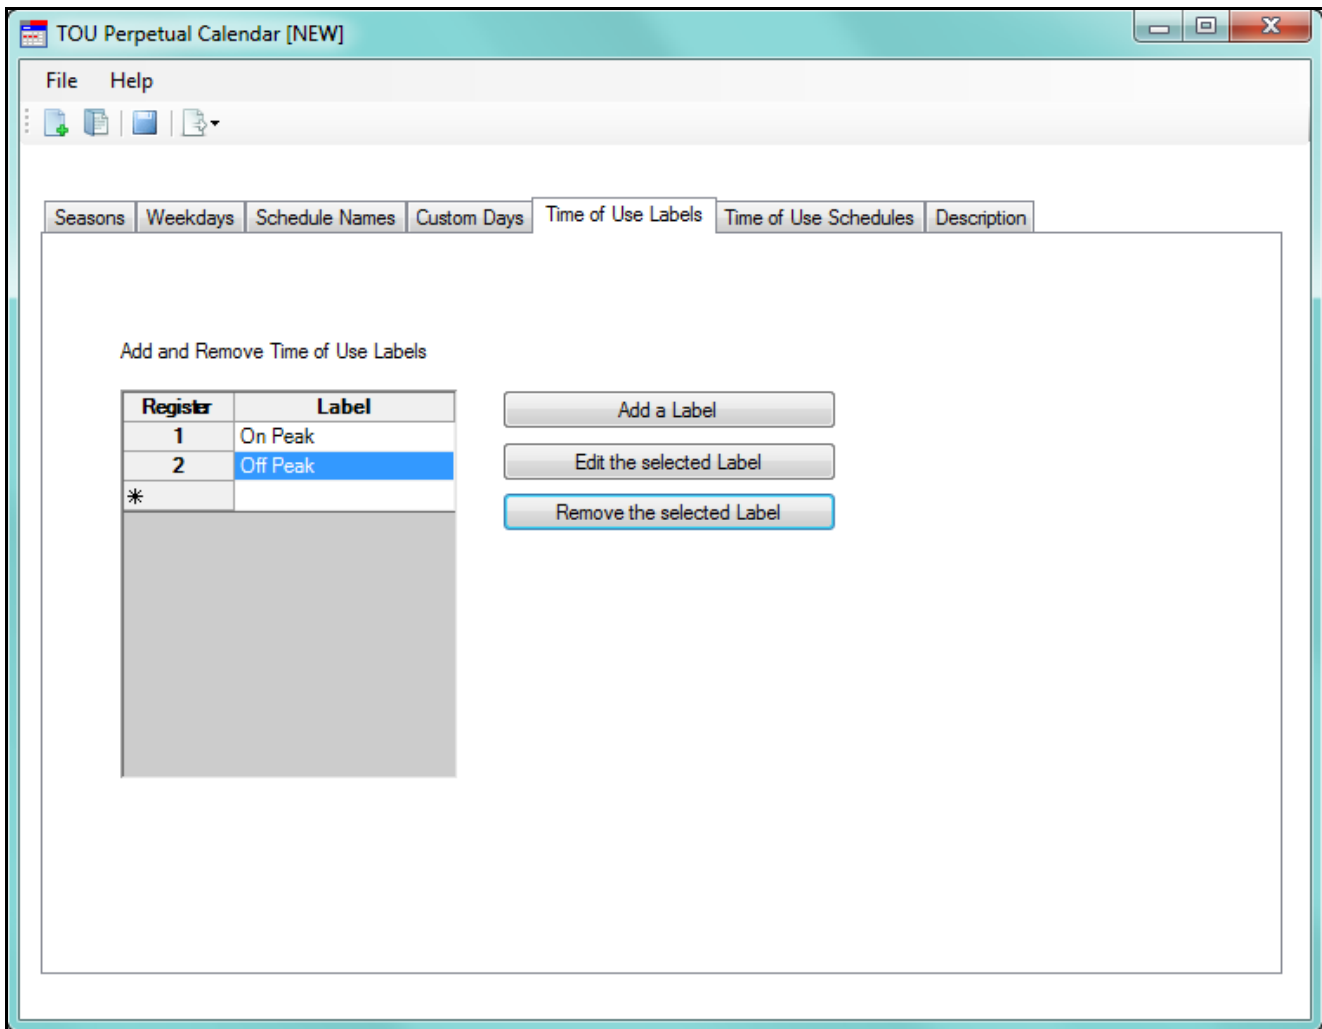 TOU Perpetual Calendar [NEW]
File Help
Seasons Weekdays Schedule Names Custom Days Time of Use Labels Time of Use Schedules Description
Add and Remove Time of Use Labels
Register Label
1 On Peak
2 Off Peak
*
Add a Label
Edit the selected Label
Remove the selected Label